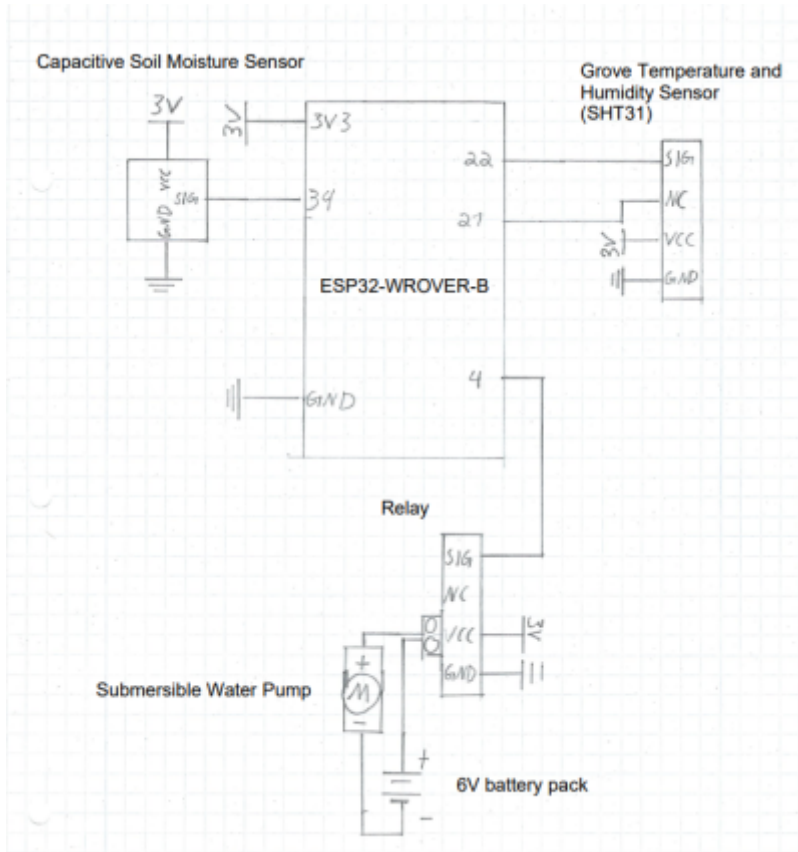 Capacitive Soil Moisture Sensor
Grove Temperature and
Humidity Sensor
(SHT31)
3V
3V
3V3
VCC
SIG
GND
34
22
21
SIG
NC
VCC
GND
3V
ESP32-WROVER-B
GND
4
Relay
SIG
NC
VCC
GND
3V
Submersible Water Pump
+
M
-
+
-
6V battery pack